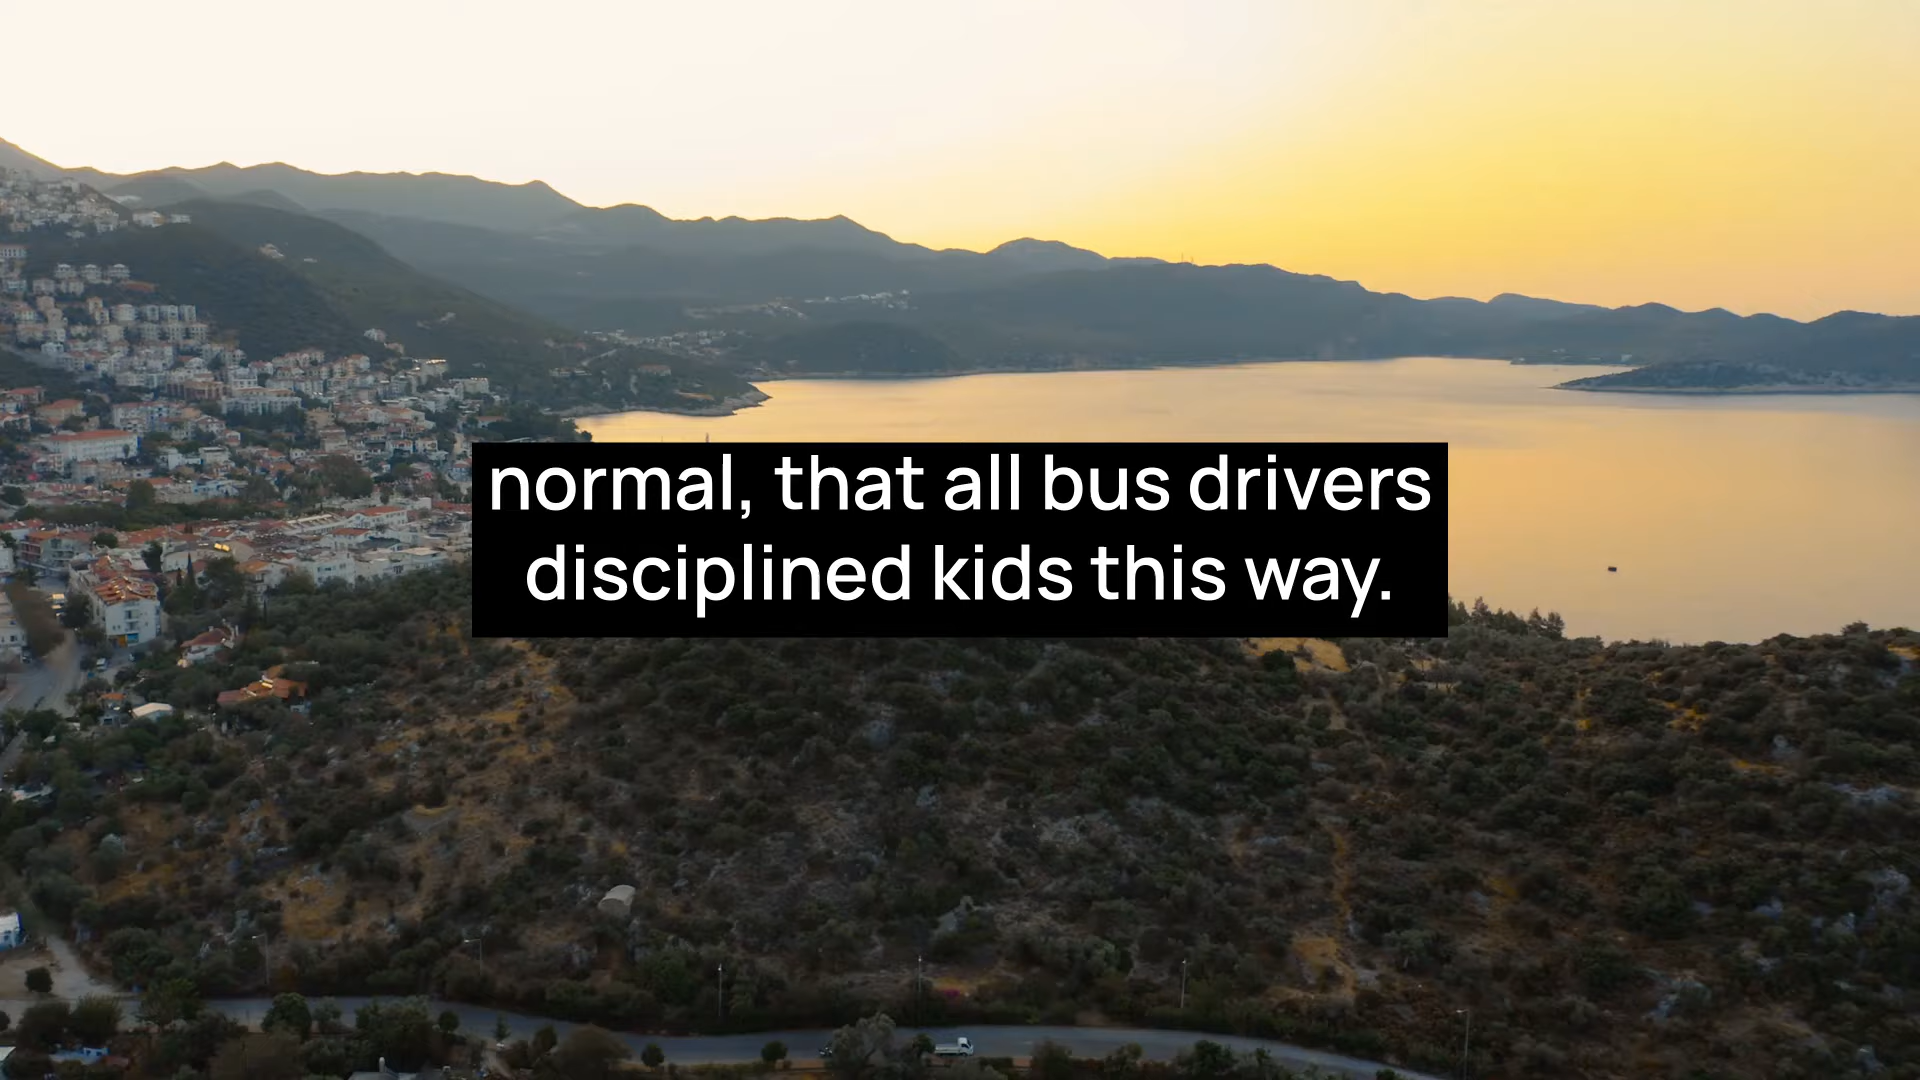 normal, that all bus drivers
disciplined kids this way.